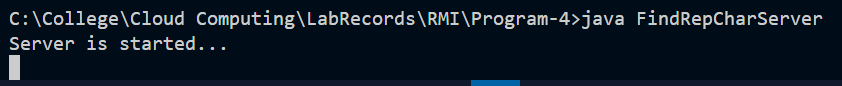 C:\College\Cloud Computing\LabRecords\RMI\Program-4>java FindRepCharServer
Server is started...